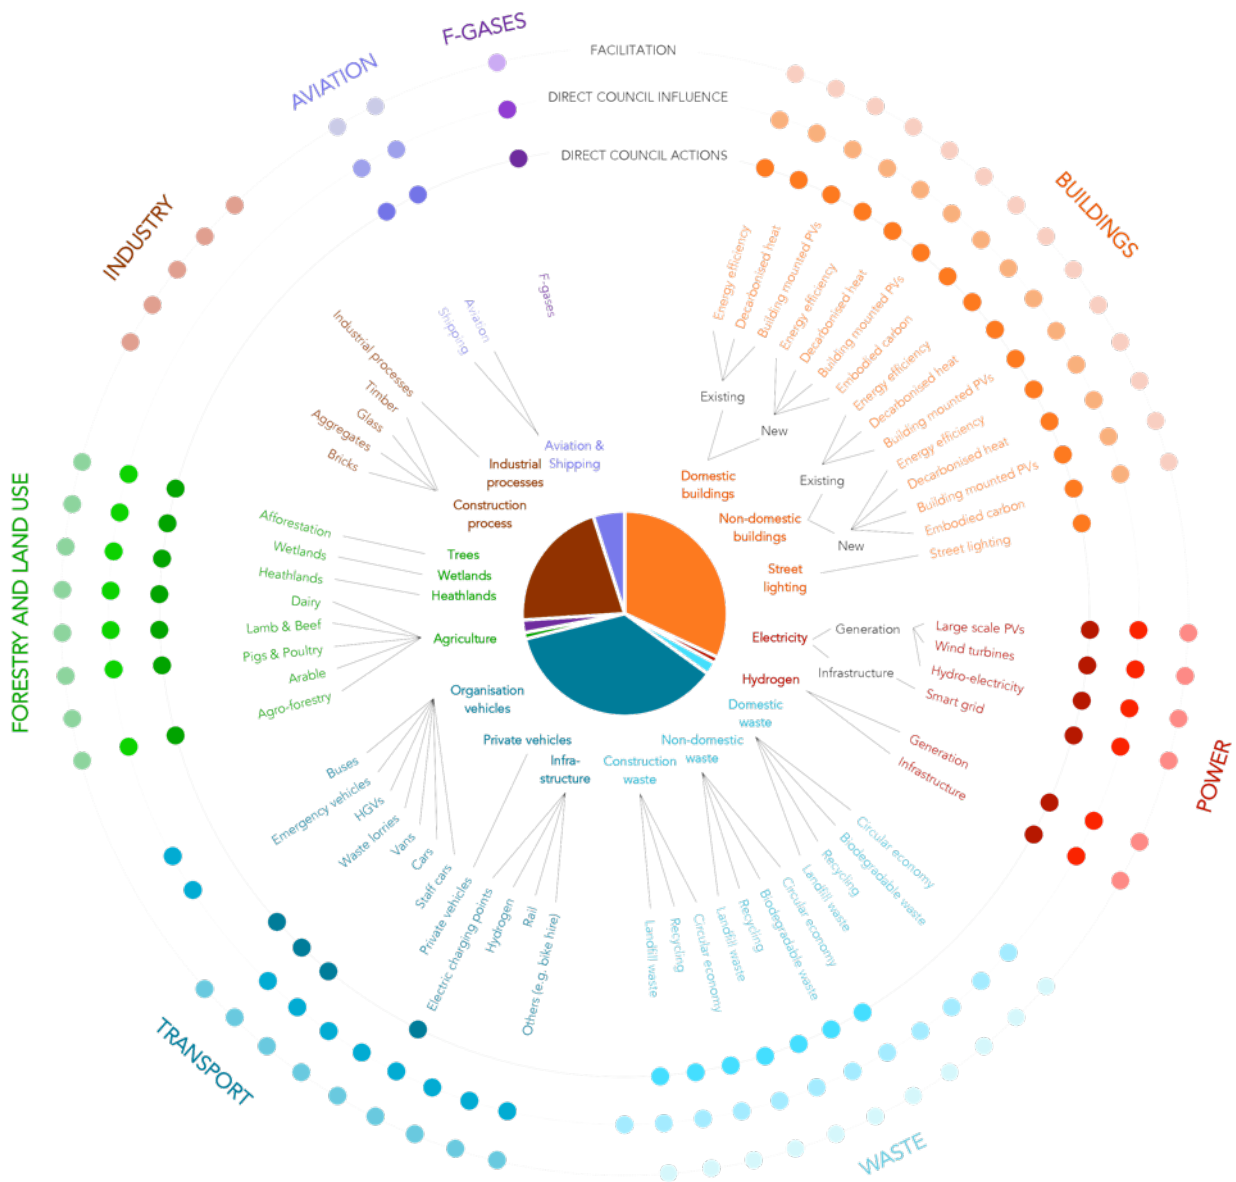 F-GASES
AVIATION
INDUSTRY
FORESTRY AND LAND USE
TRANSPORT
WASTE
POWER
BUILDINGS
FACILITATION
DIRECT COUNCIL INFLUENCE
DIRECT COUNCIL ACTIONS
Energy efficiency
Decarbonised heat
Building mounted PVs
Energy efficiency
Decarbonised heat
Building mounted PVs
Embodied carbon
Energy efficiency
Decarbonised heat
Building mounted PVs
Energy efficiency
Decarbonised heat
Building mounted PVs
Embodied carbon
Street lighting
Existing
New
Existing
New
Domestic
buildings
Non-domestic
buildings
Street
lighting
Electricity
Generation
Infrastructure
Large scale PVs
Wind turbines
Hydro-electricity
Smart grid
Hydrogen
Generation
Infrastructure
Domestic
waste
Circular economy
Biodegradable waste
Recycling
Landfill waste
Non-domestic
waste
Circular economy
Biodegradable waste
Recycling
Landfill waste
Construction
waste
Circular economy
Recycling
Landfill waste
Infra-
structure
Others (e.g. bike hire)
Rail
Hydrogen
Electric charging points
Private vehicles
Private vehicles
Organisation
vehicles
Staff cars
Cars
Vans
Waste lorries
HGVs
Emergency vehicles
Buses
Agriculture
Agro-forestry
Arable
Pigs & Poultry
Lamb & Beef
Dairy
Heathlands
Heathlands
Wetlands
Wetlands
Trees
Afforestation
Construction
process
Bricks
Aggregates
Glass
Timber
Industrial
processes
Industrial processes
Aviation &
Shipping
Shipping
Aviation
F-gases